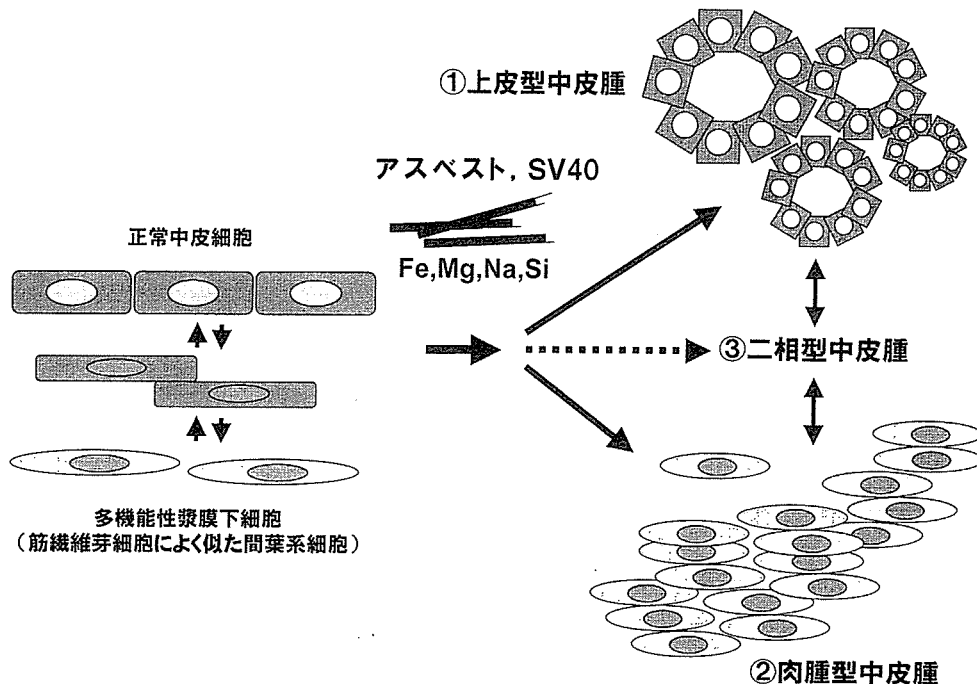 ①上皮型中皮腫
アスベスト, SV40
Fe,Mg,Na,Si
正常中皮細胞
③二相型中皮腫
多機能性漿膜下細胞
（筋繊維芽細胞によく似た間葉系細胞）
②肉腫型中皮腫